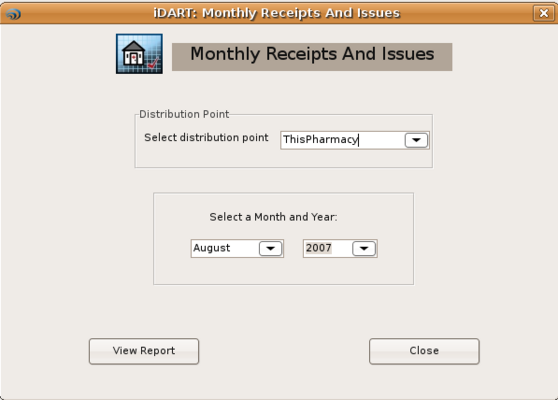 iDART: Monthly Receipts And Issues
Monthly Receipts And Issues
Distribution Point
Select distribution point ThisPharmacy
Select a Month and Year:
August 2007
View Report Close